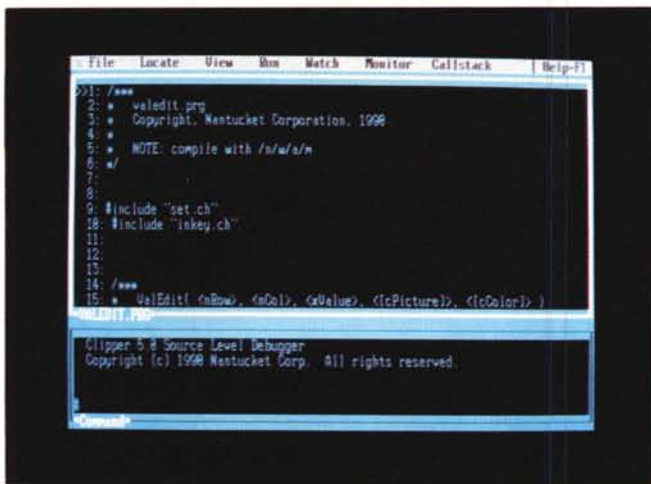 File Locate View Run Watch Monitor Callstack [ Help-F1
>>1: /***
2: * valedit.prg
3: * Copyright, Nantucket Corporation, 1990
4: *
5: * NOTE: compile with /n/w/a/m
6: */
7:
8:
9: #include "set.ch"
10: #include "inkey.ch"
11:
12:
13:
14: /***
15: * ValEdit( <nRow>, <nCol>, <xValue>, <[cPicture]>, <[cColor]> )
VALEDIT.PRG
Clipper 5.0 Source Level Debugger
Copyright (c) 1990 Nantucket Corp. All rights reserved.
Command